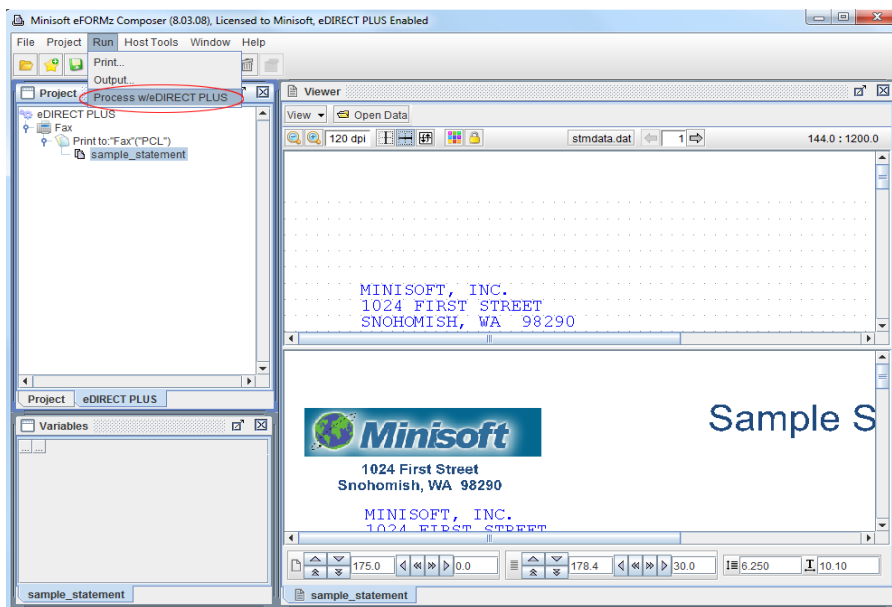 Minisoft eFORMz Composer (8.03.08), Licensed to Minisoft, eDIRECT PLUS Enabled
File Project Run Host Tools Window Help
Print...
Output...
Process w/eDIRECT PLUS
Project
eDIRECT PLUS
Fax
Print to:"Fax"("PCL")
sample_statement
Project eDIRECT PLUS
Variables
... ...
sample_statement
Viewer
View Open Data
120 dpi stmdata.dat 1 144.0 : 1200.0
MINISOFT, INC.
1024 FIRST STREET
SNOHOMISH, WA 98290
Sample S
Minisoft
1024 First Street
Snohomish, WA 98290
MINISOFT, INC.
1024 FIRST STREET
175.0 0.0 178.4 30.0 6.250 10.10
sample_statement